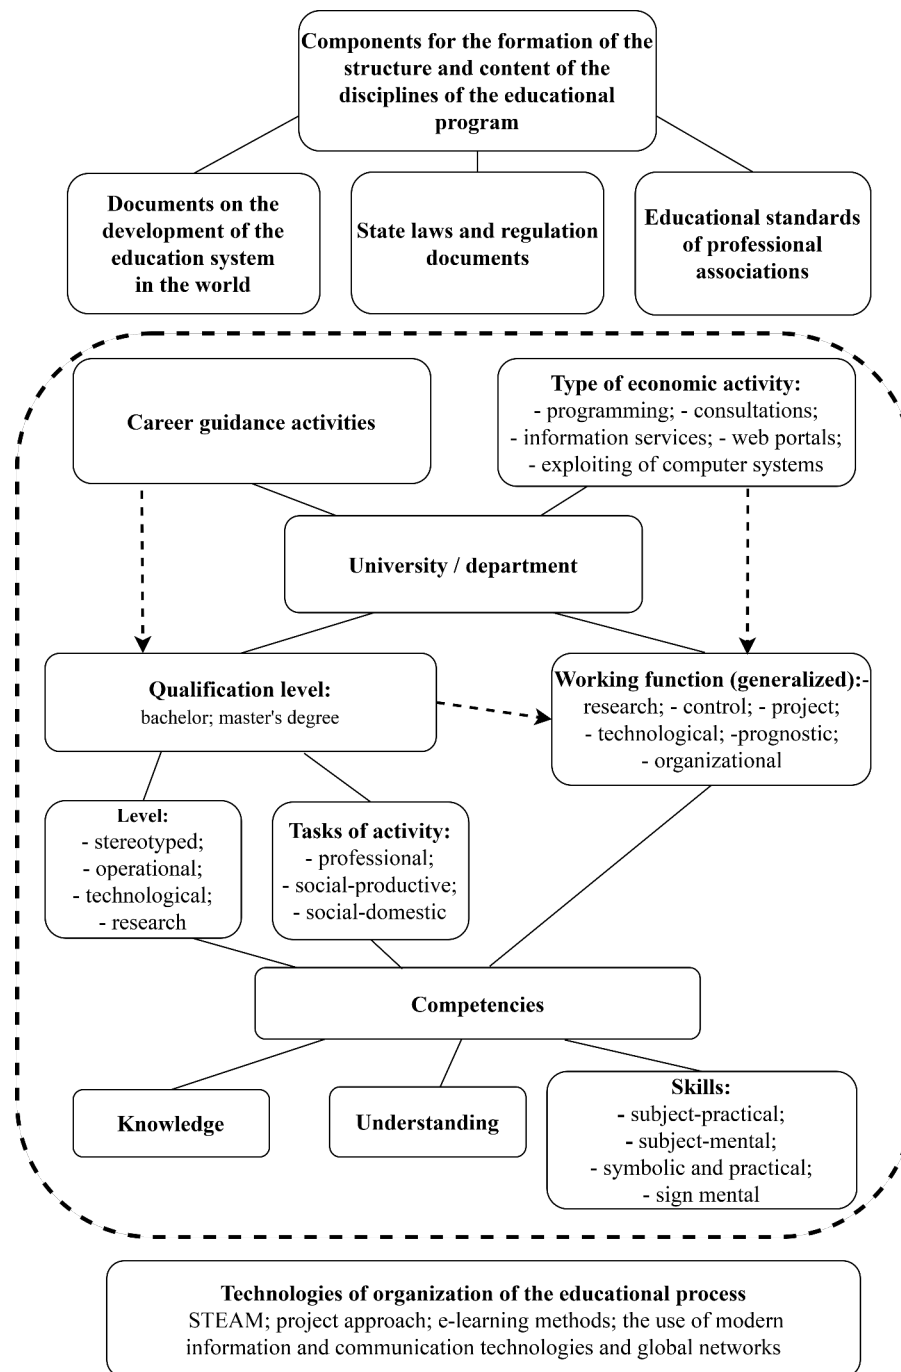 Components for the formation of the
structure and content of the
disciplines of the educational
program
Documents on the
development of the
education system
in the world
State laws and regulation
documents
Educational standards
of professional
associations
Career guidance activities
Type of economic activity:
- programming; - consultations;
- information services; - web portals;
- exploiting of computer systems
University / department
Qualification level:
bachelor; master's degree
Working function (generalized):-
research; - control; - project;
- technological; -prognostic;
- organizational
Level:
- stereotyped;
- operational;
- technological;
- research
Tasks of activity:
- professional;
- social-productive;
- social-domestic
Competencies
Knowledge
Understanding
Skills:
- subject-practical;
- subject-mental;
- symbolic and practical;
- sign mental
Technologies of organization of the educational process
STEAM; project approach; e-learning methods; the use of modern
information and communication technologies and global networks